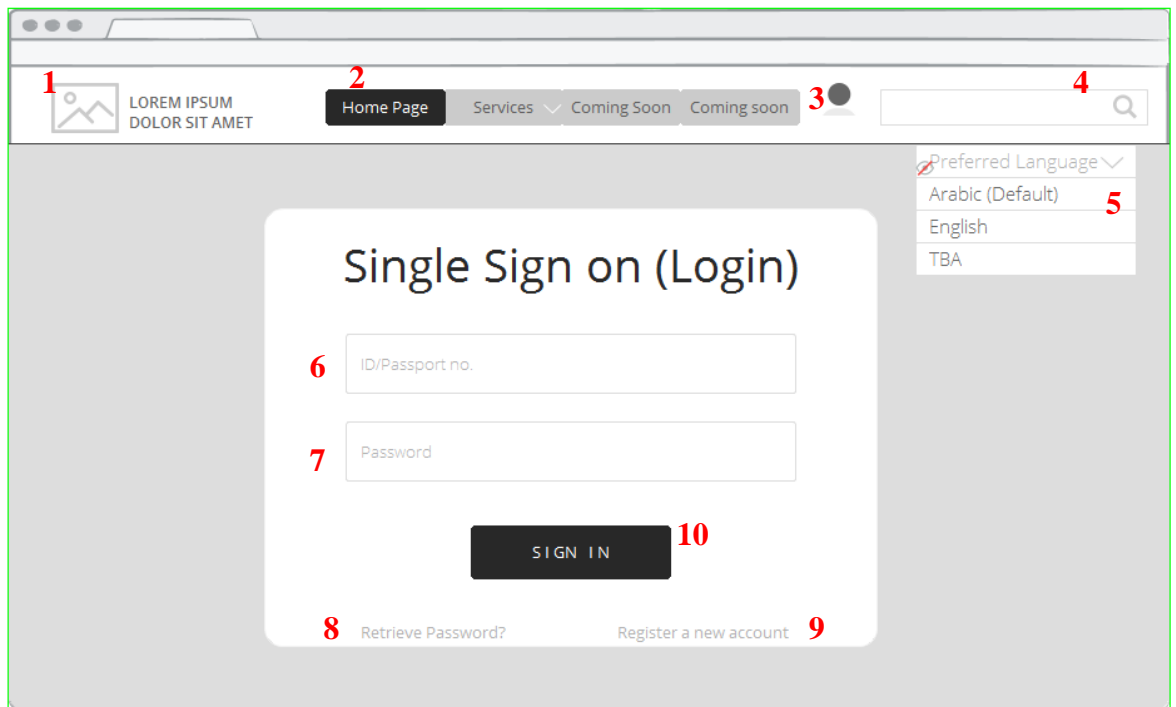 1
2
3
4
LOREM IPSUM
DOLOR SIT AMET
Home Page
Services
Coming Soon
Coming soon
Preferred Language
Arabic (Default)
5
English
TBA
Single Sign on (Login)
6
ID/Passport no.
7
Password
10
SIGN IN
8
Retrieve Password?
Register a new account
9